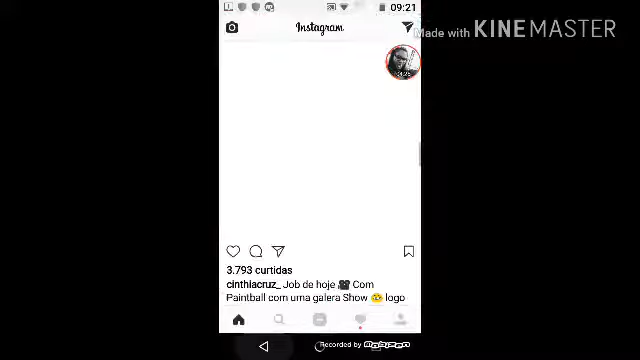 09:21
Instagram
Made with KINEMASTER
3.793 curtidas
cinthiacruz_ Job de hoje 🎥 Com
Paintball com uma galera Show 🤣 logo
Recorded by